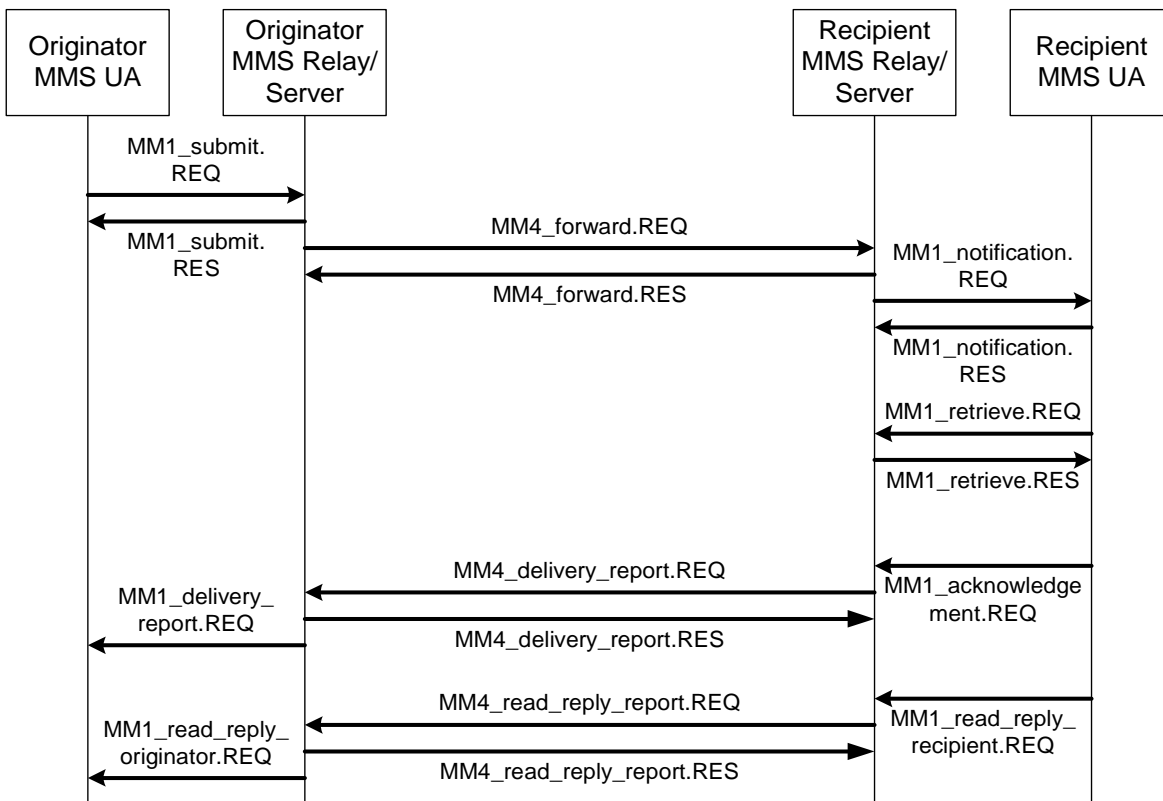 Originator
MMS UA
Originator
MMS Relay/
Server
Recipient
MMS Relay/
Server
Recipient
MMS UA
MM1_submit.
REQ
MM1_submit.
RES
MM4_forward.REQ
MM4_forward.RES
MM1_notification.
REQ
MM1_notification.
RES
MM1_retrieve.REQ
MM1_retrieve.RES
MM4_delivery_report.REQ
MM1_acknowledge
ment.REQ
MM1_delivery_
report.REQ
MM4_delivery_report.RES
MM4_read_reply_report.REQ
MM1_read_reply_
recipient.REQ
MM1_read_reply_
originator.REQ
MM4_read_reply_report.RES